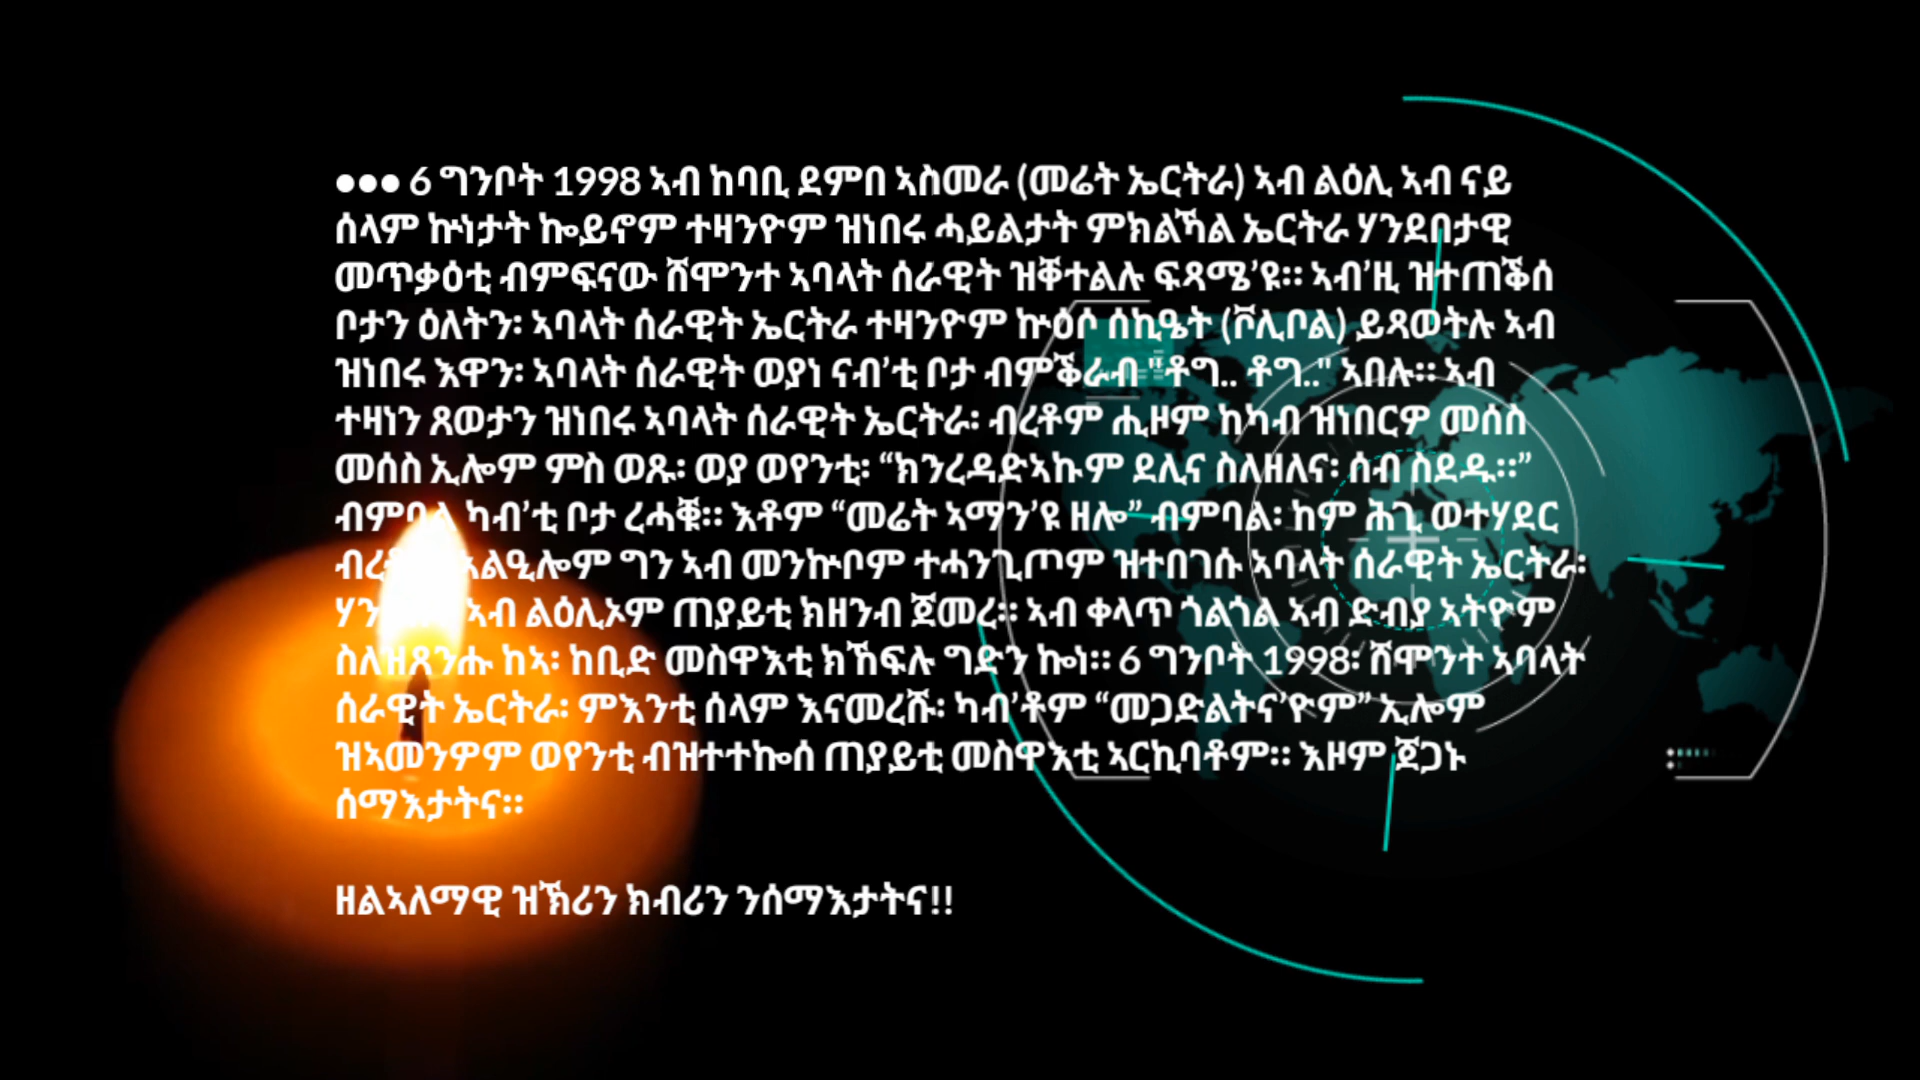 ●●● 6 ግንቦት 1998 ኣብ ከባቢ ደምበ ኣስመራ (መሬት ኤርትራ) ኣብ ልዕሊ ኣብ ናይ
ሰላም ኩነታት ኰይኖም ተዛንዮም ዝነበሩ ሓይልታት ምክልኻል ኤርትራ ሃንደበታዊ
መጥቃዕቲ ብምፍናው ሸሞንተ ኣባላት ሰራዊት ዝቐተልሉ ፍጻሜ’ዩ። ኣብ’ዚ ዝተጠቕሰ
ቦታን ዕለትን፡ ኣባላት ሰራዊት ኤርትራ ተዛንዮም ኵዕሶ ሰኪዔት (ቮሊቦል) ይጻወትሉ ኣብ
ዝነበሩ እዋን፡ ኣባላት ሰራዊት ወያነ ናብ’ቲ ቦታ ብምቕራብ "ቶግ.. ቶግ.." ኣበሉ። ኣብ
ተዛነን ጸወታን ዝነበሩ ኣባላት ሰራዊት ኤርትራ፡ ብረቶም ሒዞም ከካብ ዝነበርዎ መሰስ
መሰስ ኢሎም ምስ ወጹ፡ ወያ ወየንቲ፡ “ክንረዳድኣኩም ደሊና ስለዘለና፡ ሰብ ስደዱ።”
ብምባል ካብ’ቲ ቦታ ረሓቑ። እቶም “መሬት ኣማን’ዩ ዘሎ” ብምባል፡ ከም ሕጊ ወተሃደር
ኣልዒሎም ግን ኣብ መንኵቦም ተሓንጊጦም ዝተበገሱ ኣባላት ሰራዊት ኤርትራ፡
ኣብ ልዕሊኦም ጠያይቲ ክዘንብ ጀመረ። ኣብ ቀላጥ ጎልጎል ኣብ ድብያ ኣትዮም
ስለዝጸንሑ ከኣ፡ ከቢድ መስዋእቲ ክኸፍሉ ግድን ኰነ። 6 ግንቦት 1998፡ ሸሞንተ ኣባላት
ሰራዊት ኤርትራ፡ ምእንቲ ሰላም እናመረሹ፡ ካብ’ቶም “መጋድልትና’ዮም” ኢሎም
ዝኣመንዎም ወየንቲ ብዝተተኰሰ ጠያይቲ መስዋእቲ ኣርኪባቶም። እዞም ጀጋኑ
ሰማእታትና።
ዘልኣለማዊ ዝኽሪን ክብሪን ንሰማእታትና!!